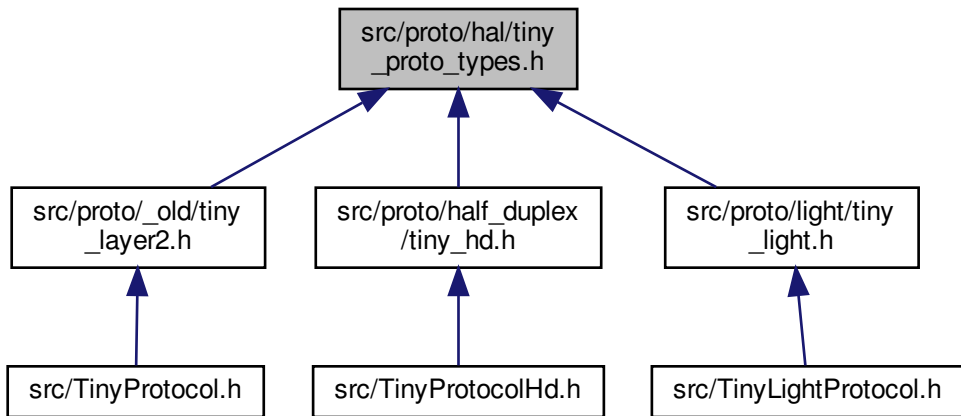 src/proto/hal/tiny
_proto_types.h
src/proto/_old/tiny
_layer2.h
src/proto/half_duplex
/tiny_hd.h
src/proto/light/tiny
_light.h
src/TinyProtocol.h
src/TinyProtocolHd.h
src/TinyLightProtocol.h